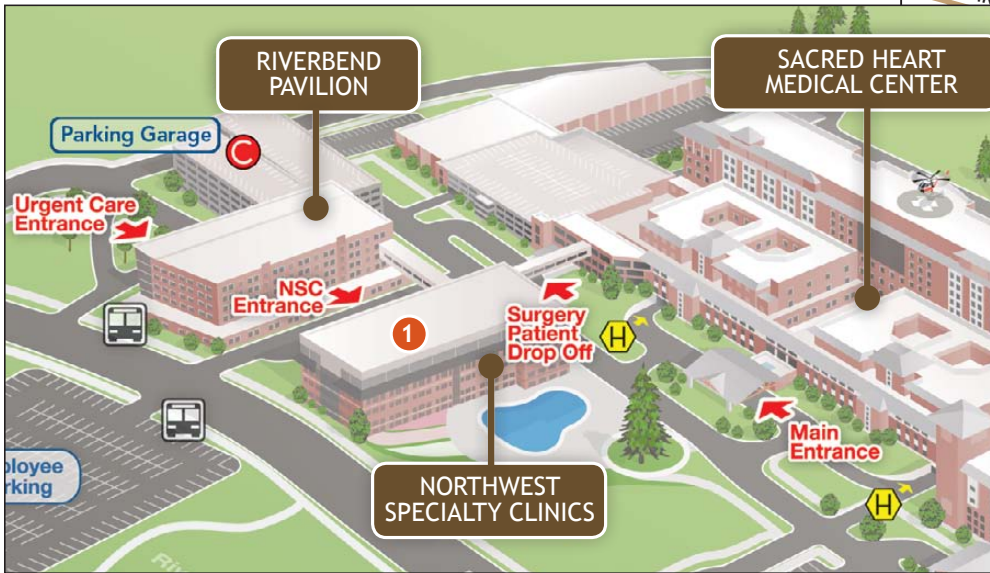 RIVERBEND
PAVILION
SACRED HEART
MEDICAL CENTER
Parking Garage
C
Urgent Care
Entrance
NSC
Entrance
1
Surgery
Patient
Drop Off
H
Main
Entrance
ployee
rking
NORTHWEST
SPECIALTY CLINICS
H
Riv